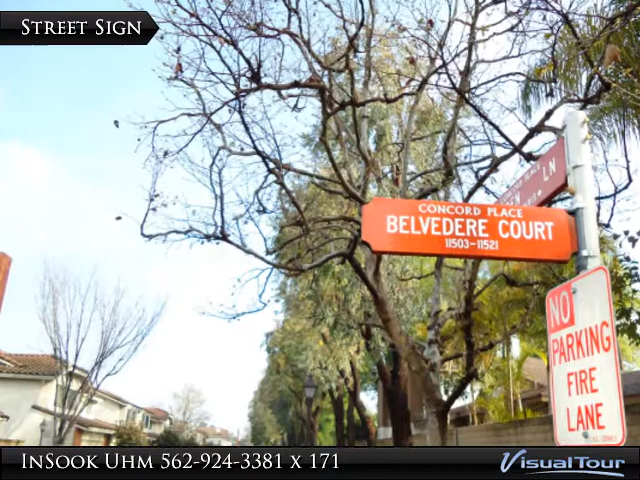 STREET SIGN
CONCORD PLACE
BELVEDERE COURT
11503-11521
LN
NO
PARKING
FIRE
LANE
INSOOK UHM 562-924-3381 X 171
VISUALTOUR